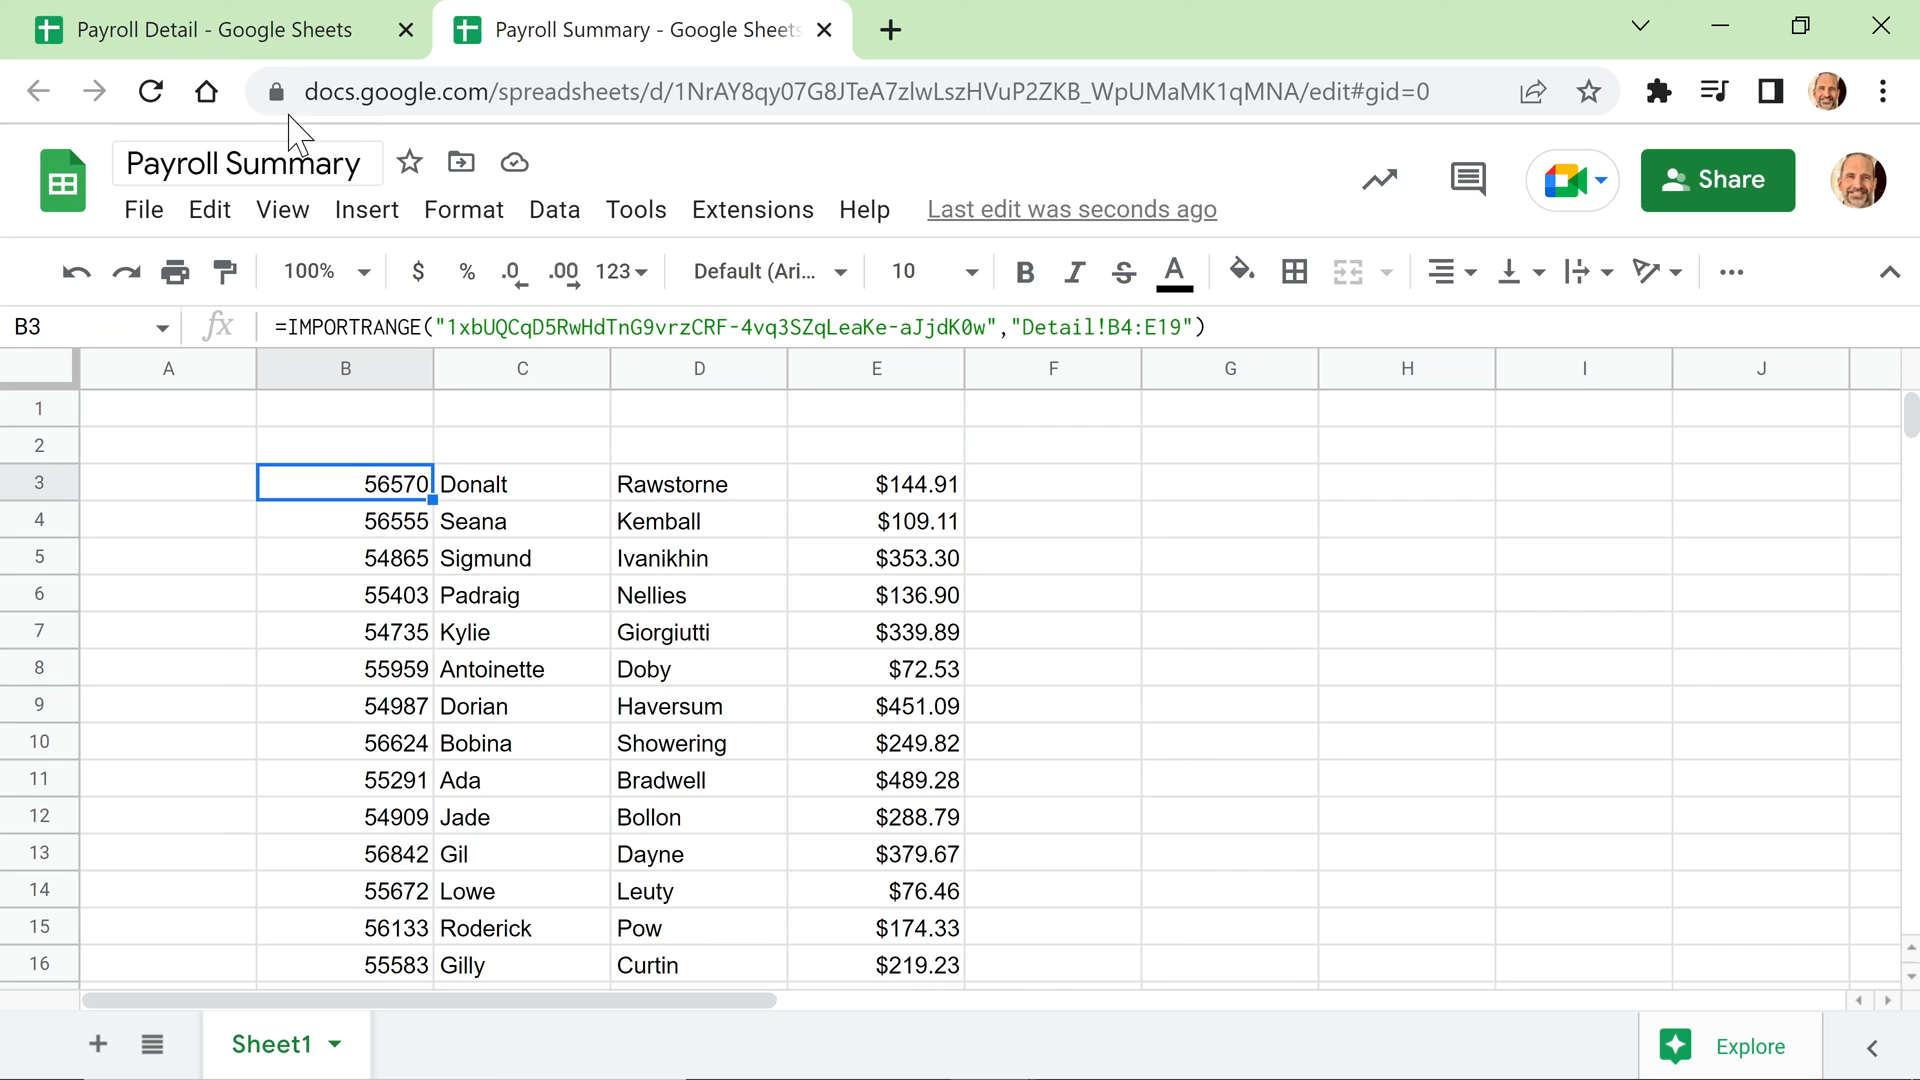 Payroll Detail - Google Sheets
Payroll Summary - Google Sheets
docs.google.com/spreadsheets/d/1NrAY8qy07G8JTeA7zlwLszHVuP2ZKB_WpUMaMK1qMNA/edit#gid=0
Payroll Summary
File Edit View Insert Format Data Tools Extensions Help Last edit was seconds ago
Share
100% $ % .0 .00 123 Default (Ari... 10 B I S A
B3 fx =IMPORTRANGE("1xbUQCqD5RwHdTnG9vrzCRF-4vq3SZqLeaKe-aJjdK0w","Detail!B4:E19")
A B C D E F G H I J
1
2
3 56570 Donalt Rawstorne $144.91
4 56555 Seana Kemball $109.11
5 54865 Sigmund Ivanikhin $353.30
6 55403 Padraig Nellies $136.90
7 54735 Kylie Giorgiutti $339.89
8 55959 Antoinette Doby $72.53
9 54987 Dorian Haversum $451.09
10 56624 Bobina Showering $249.82
11 55291 Ada Bradwell $489.28
12 54909 Jade Bollon $288.79
13 56842 Gil Dayne $379.67
14 55672 Lowe Leuty $76.46
15 56133 Roderick Pow $174.33
16 55583 Gilly Curtin $219.23
Sheet1
Explore